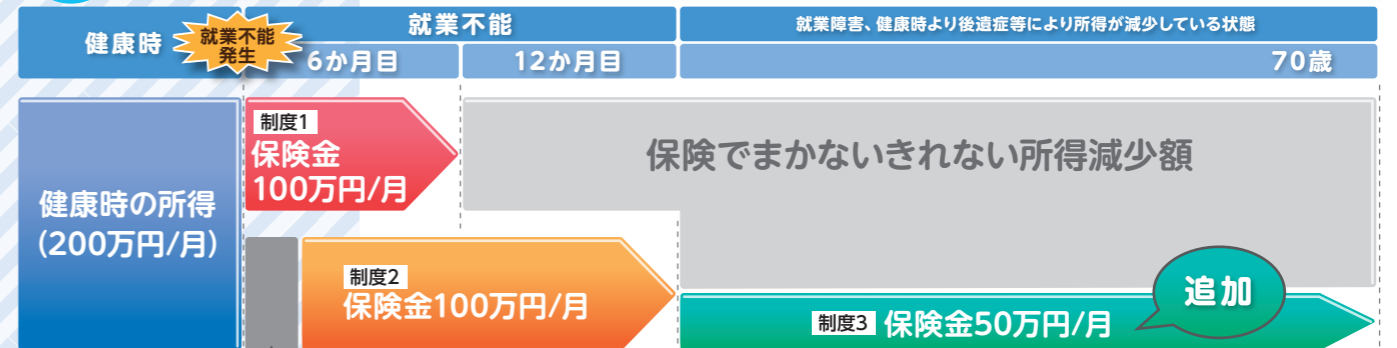 健康時
就業不能
発生
就業不能
就業障害、健康時より後遺症等により所得が減少している状態
6か月目
12か月目
70歳
健康時の所得
(200万円/月)
制度1
保険金
100万円/月
保険でまかないきれない所得減少額
制度2
保険金100万円/月
追加
制度3 保険金50万円/月